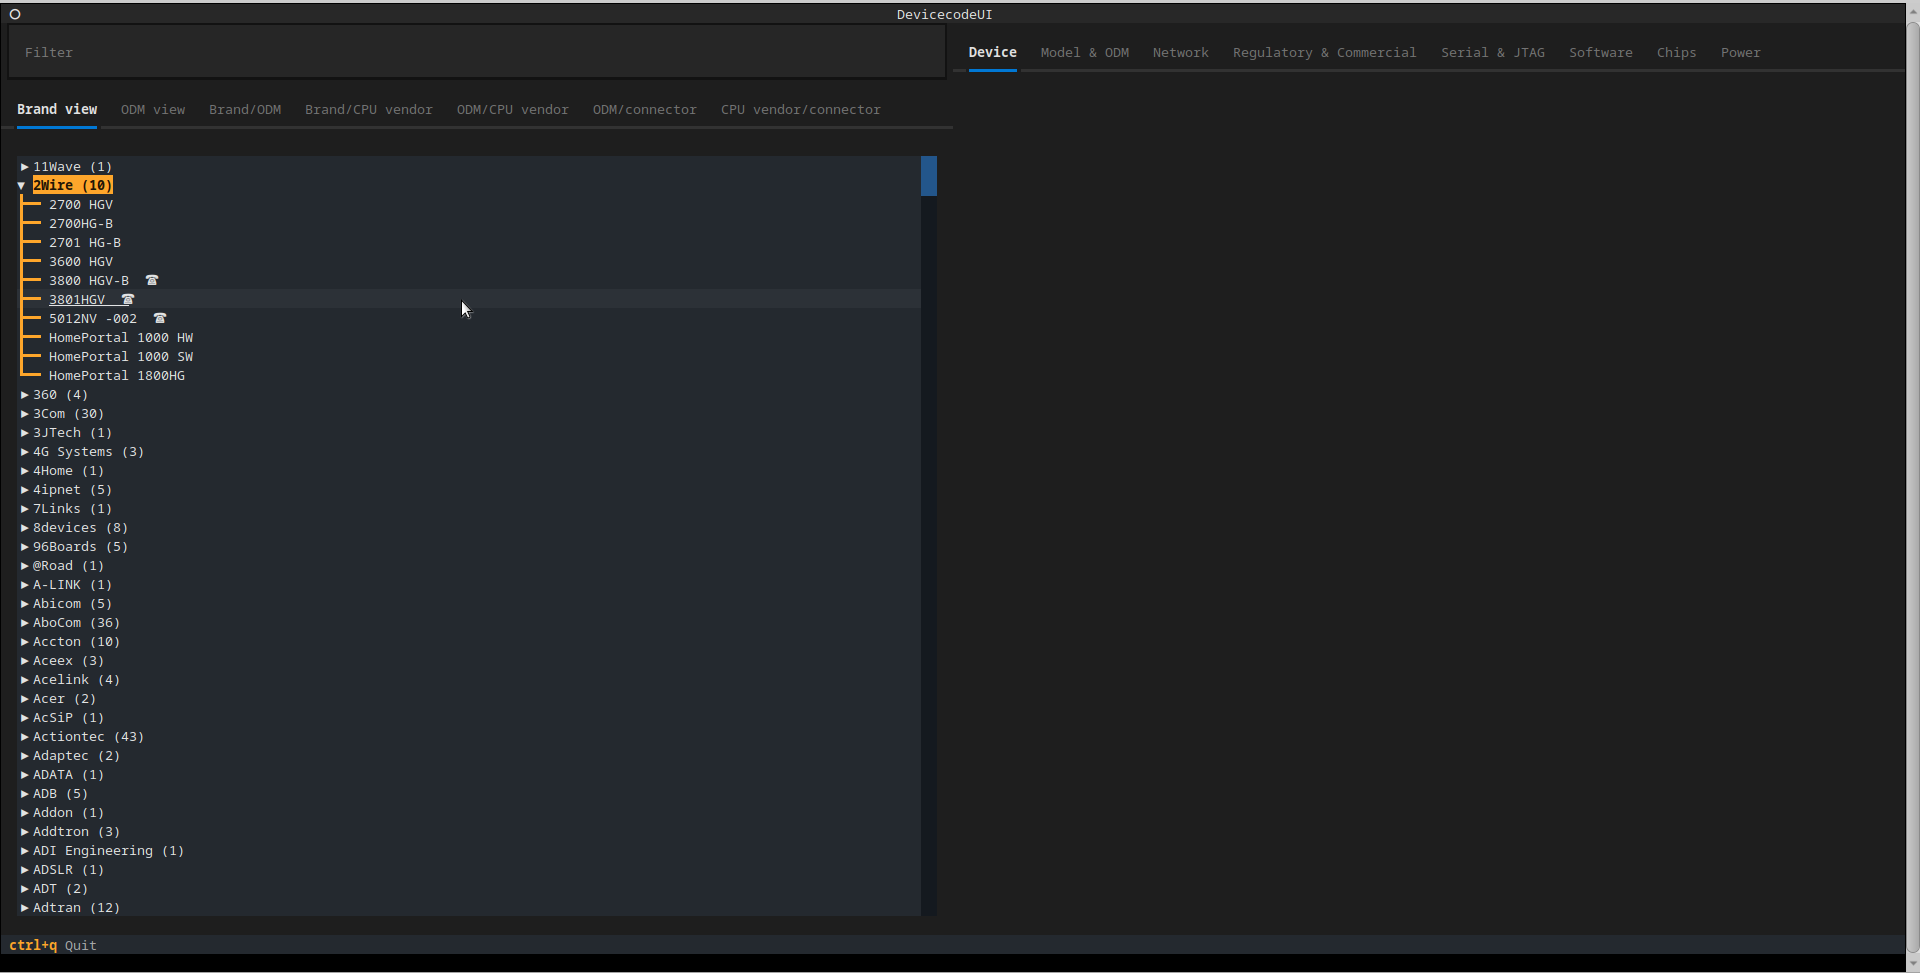 DevicecodeUI
Filter
Device Model & ODM Network Regulatory & Commercial Serial & JTAG Software Chips Power
Brand view ODM view Brand/ODM Brand/CPU vendor ODM/CPU vendor ODM/connector CPU vendor/connector
▶ 11Wave (1)
▼ 2Wire (10)
2700 HGV
2700HG-B
2701 HG-B
3600 HGV
3800 HGV-B ☎
3801HGV ☎
5012NV -002 ☎
HomePortal 1000 HW
HomePortal 1000 SW
HomePortal 1800HG
▶ 360 (4)
▶ 3Com (30)
▶ 3JTech (1)
▶ 4G Systems (3)
▶ 4Home (1)
▶ 4ipnet (5)
▶ 7Links (1)
▶ 8devices (8)
▶ 96Boards (5)
▶ @Road (1)
▶ A-LINK (1)
▶ Abicom (5)
▶ AboCom (36)
▶ Accton (10)
▶ Aceex (3)
▶ Acelink (4)
▶ Acer (2)
▶ AcSiP (1)
▶ Actiontec (43)
▶ Adaptec (2)
▶ ADATA (1)
▶ ADB (5)
▶ Addon (1)
▶ Addtron (3)
▶ ADI Engineering (1)
▶ ADSLR (1)
▶ ADT (2)
▶ Adtran (12)
ctrl+q Quit